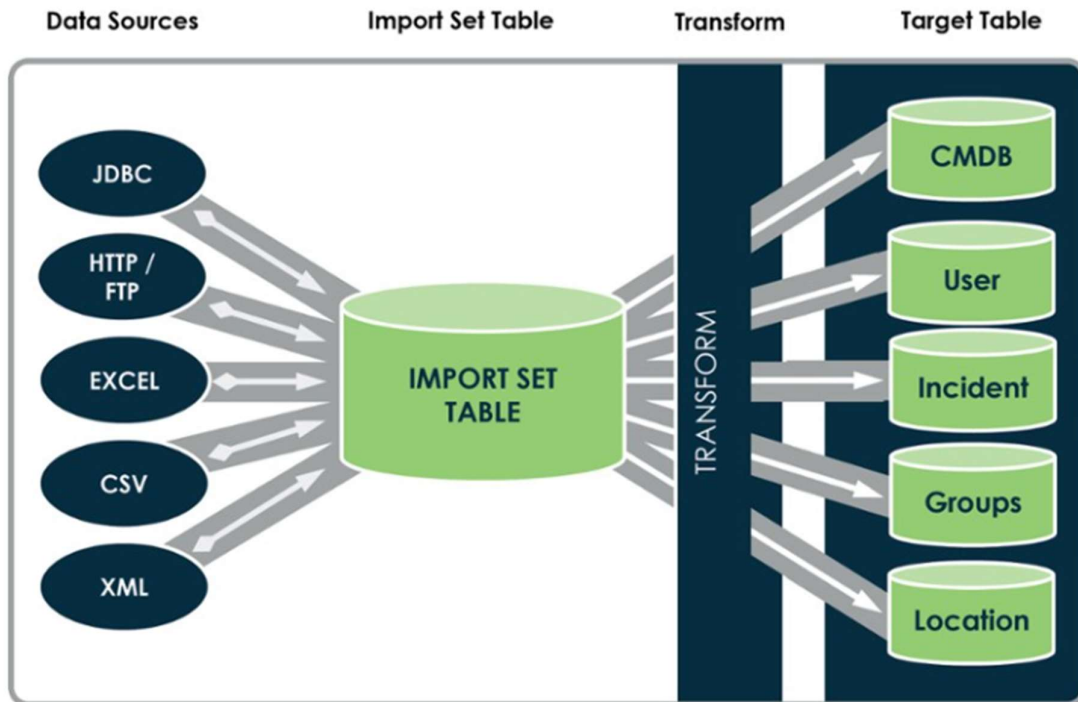 Data Sources
Import Set Table
Transform
Target Table
JDBC
HTTP /
FTP
EXCEL
CSV
XML
IMPORT SET
TABLE
TRANSFORM
CMDB
User
Incident
Groups
Location